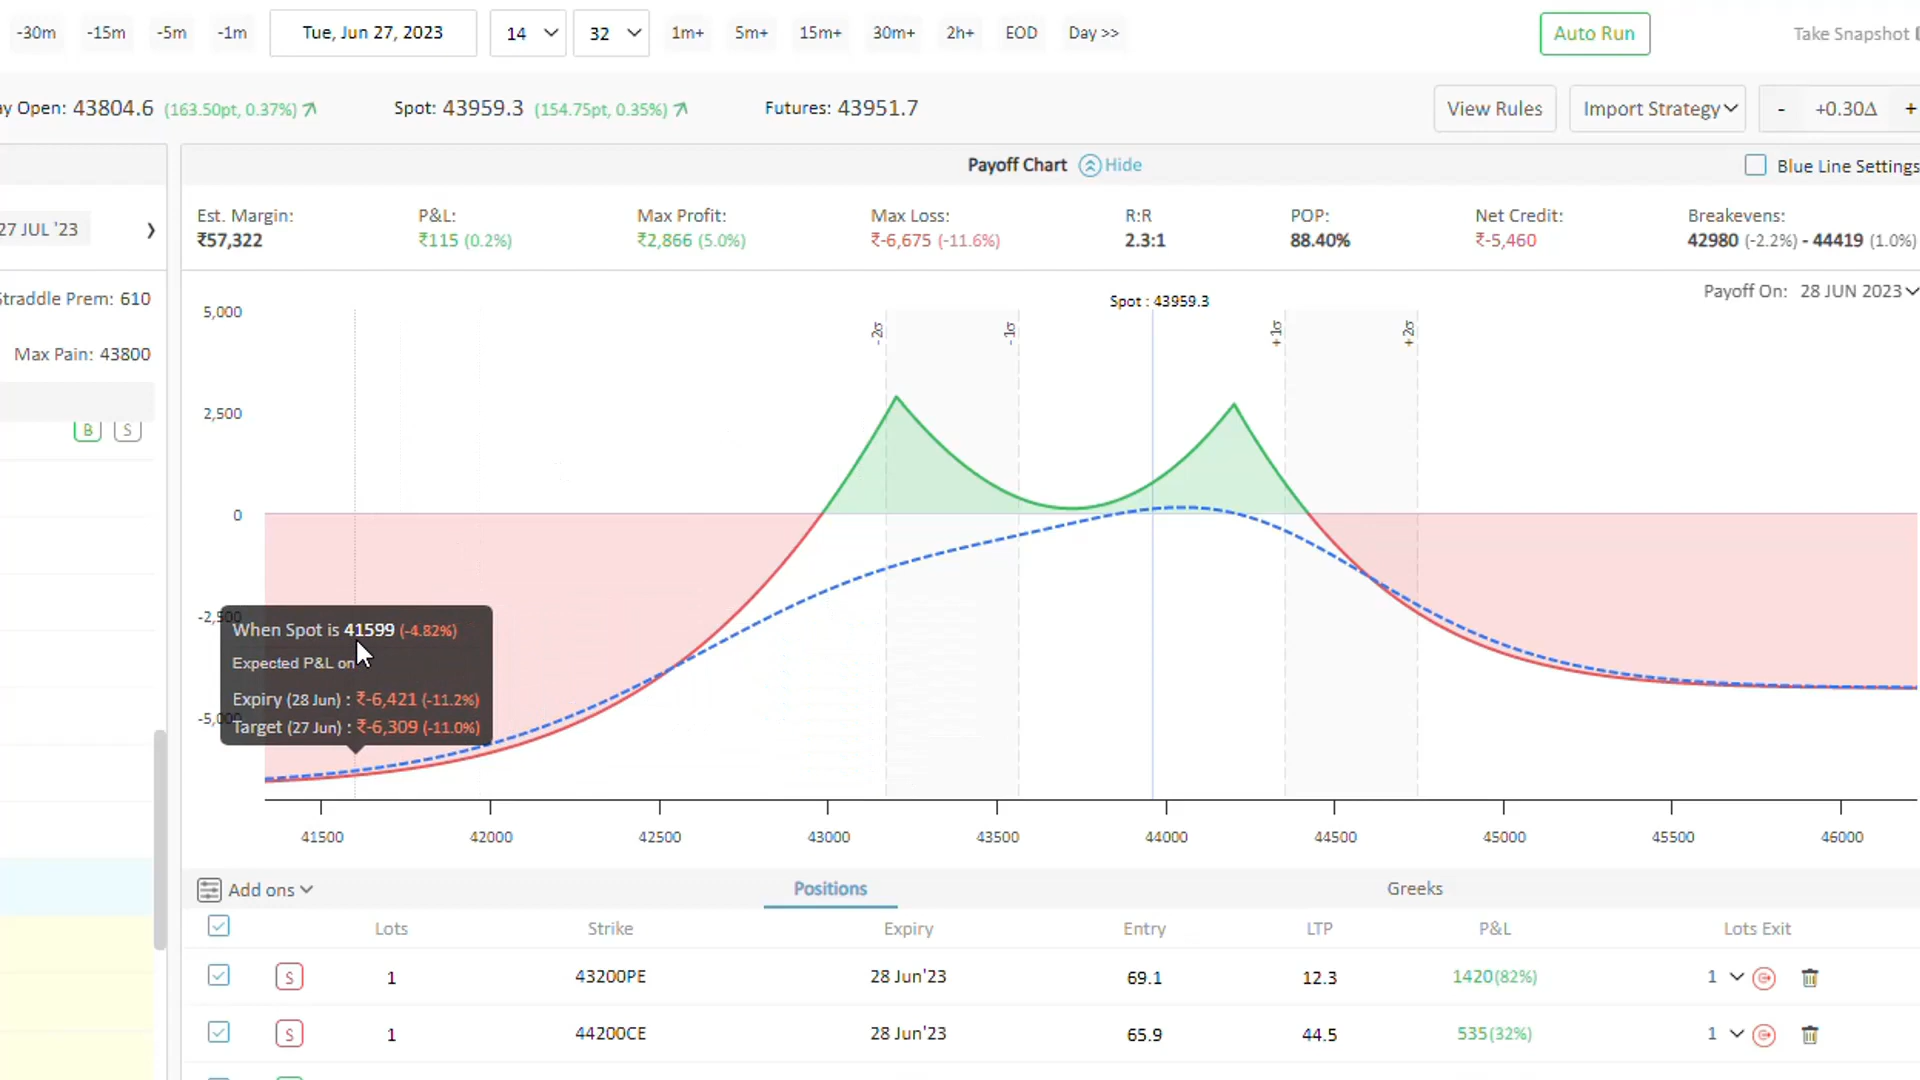 -30m -15m -5m -1m Tue, Jun 27, 2023 14 32 1m+ 5m+ 15m+ 30m+ 2h+ EOD Day >> Auto Run Take Snapshot
ay Open: 43804.6 (163.50pt, 0.37%) Spot: 43959.3 (154.75pt, 0.35%) Futures: 43951.7 View Rules Import Strategy - +0.30Δ +
Payoff Chart Hide Blue Line Settings
27 JUL '23
Est. Margin: P&L: Max Profit: Max Loss: R:R POP: Net Credit: Breakevens:
₹57,322 ₹115 (0.2%) ₹2,866 (5.0%) ₹-6,675 (-11.6%) 2.3:1 88.40% ₹-5,460 42980 (-2.2%) - 44419 (1.0%)
Straddle Prem: 610
Max Pain: 43800
B S
Payoff On: 28 JUN 2023
Spot : 43959.3
-2σ -1σ +1σ +2σ
5,000
2,500
0
-2,500
-5,000
When Spot is 41599 (-4.82%)
Expected P&L on
Expiry (28 Jun) : ₹-6,421 (-11.2%)
Target (27 Jun) : ₹-6,309 (-11.0%)
41500 42000 42500 43000 43500 44000 44500 45000 45500 46000
Add ons Positions Greeks
Lots Strike Expiry Entry LTP P&L Lots Exit
S 1 43200PE 28 Jun'23 69.1 12.3 1420(82%) 1
S 1 44200CE 28 Jun'23 65.9 44.5 535(32%) 1